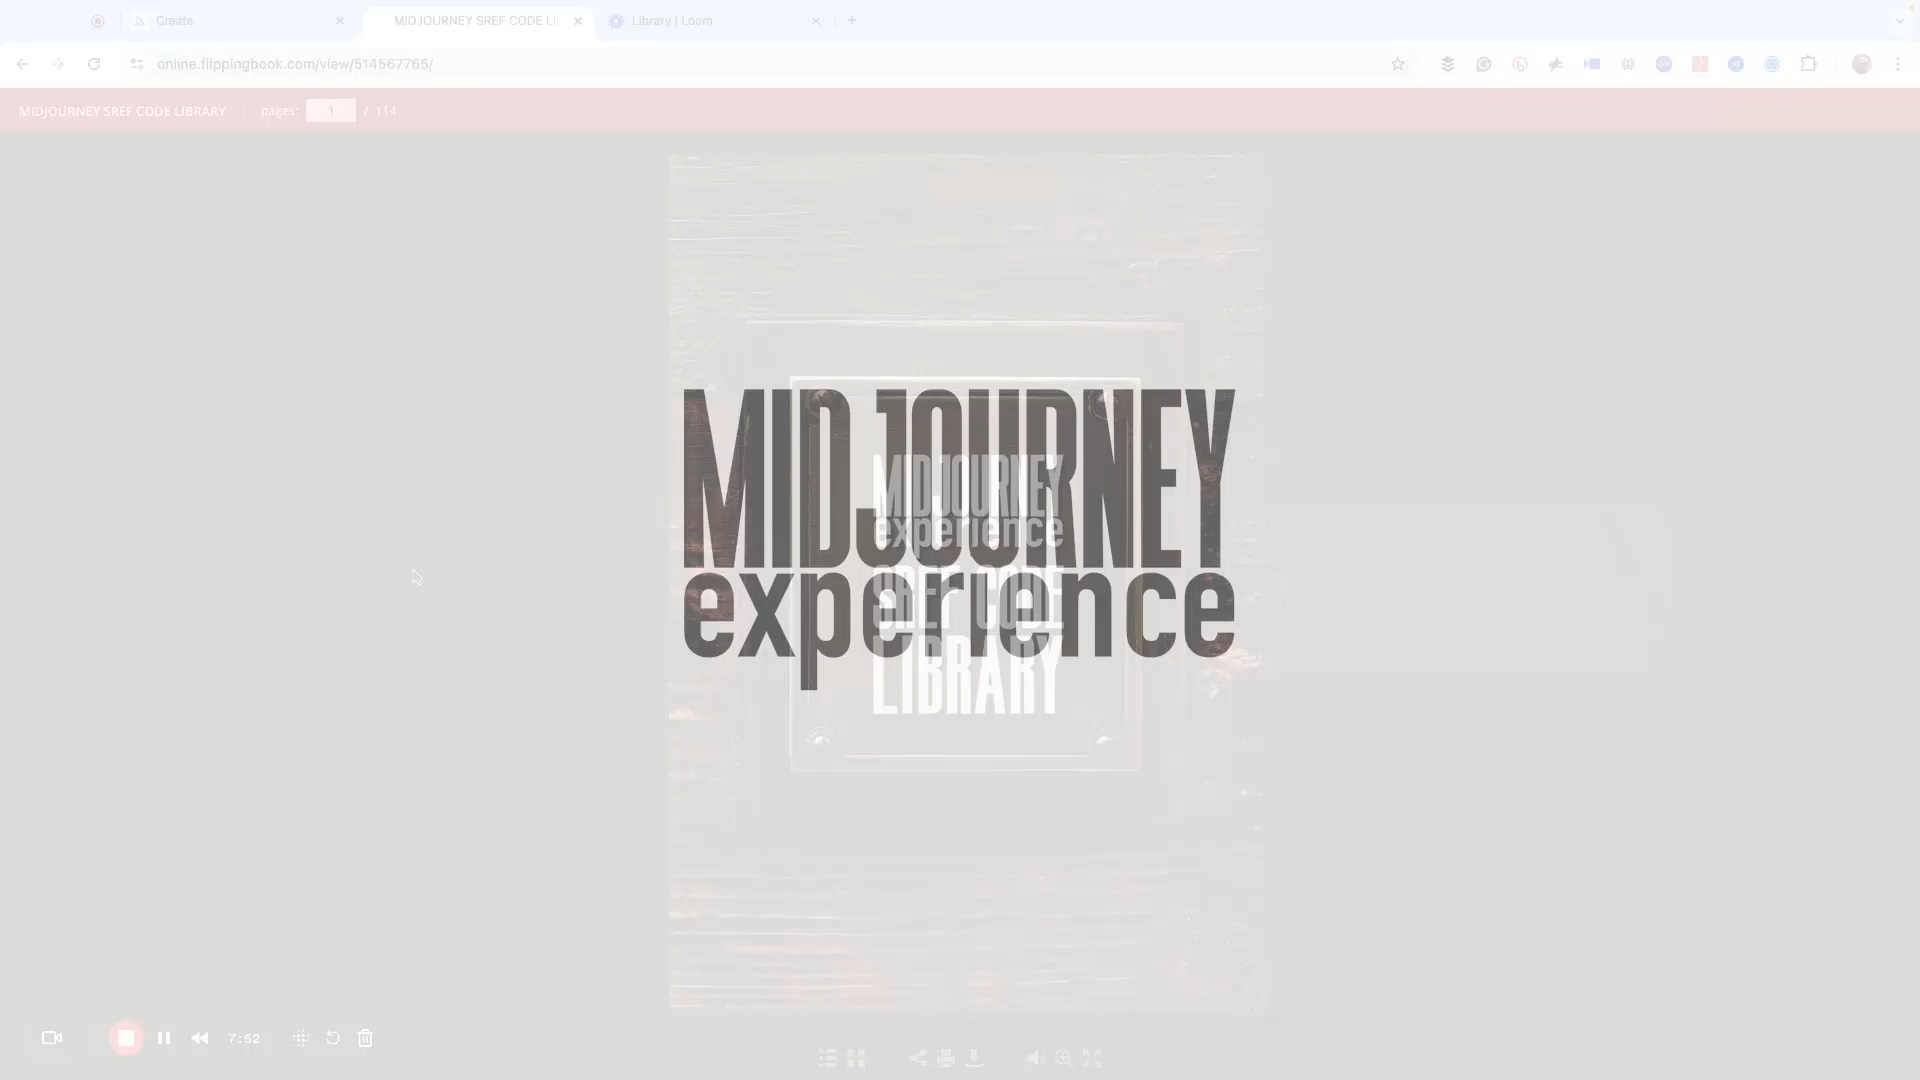 Create
MIDJOURNEY SREF CODE LI
Library | Loom
online.flippingbook.com/view/514567765/
MIDJOURNEY SREF CODE LIBRARY
pages:
1
/ 114
MIDJOURNEY
experience
MIDJOURNEY
experience
SREF CODE
LIBRARY
7:52